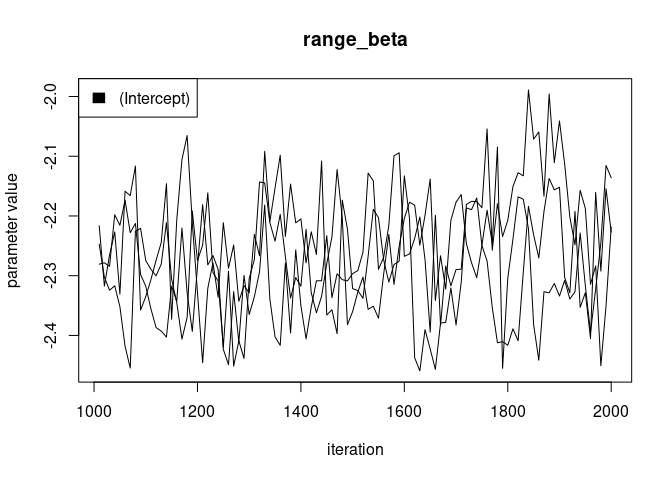 range_beta
(Intercept)
parameter value
-2.0
-2.1
-2.2
-2.3
-2.4
1000
1200
1400
1600
1800
2000
iteration